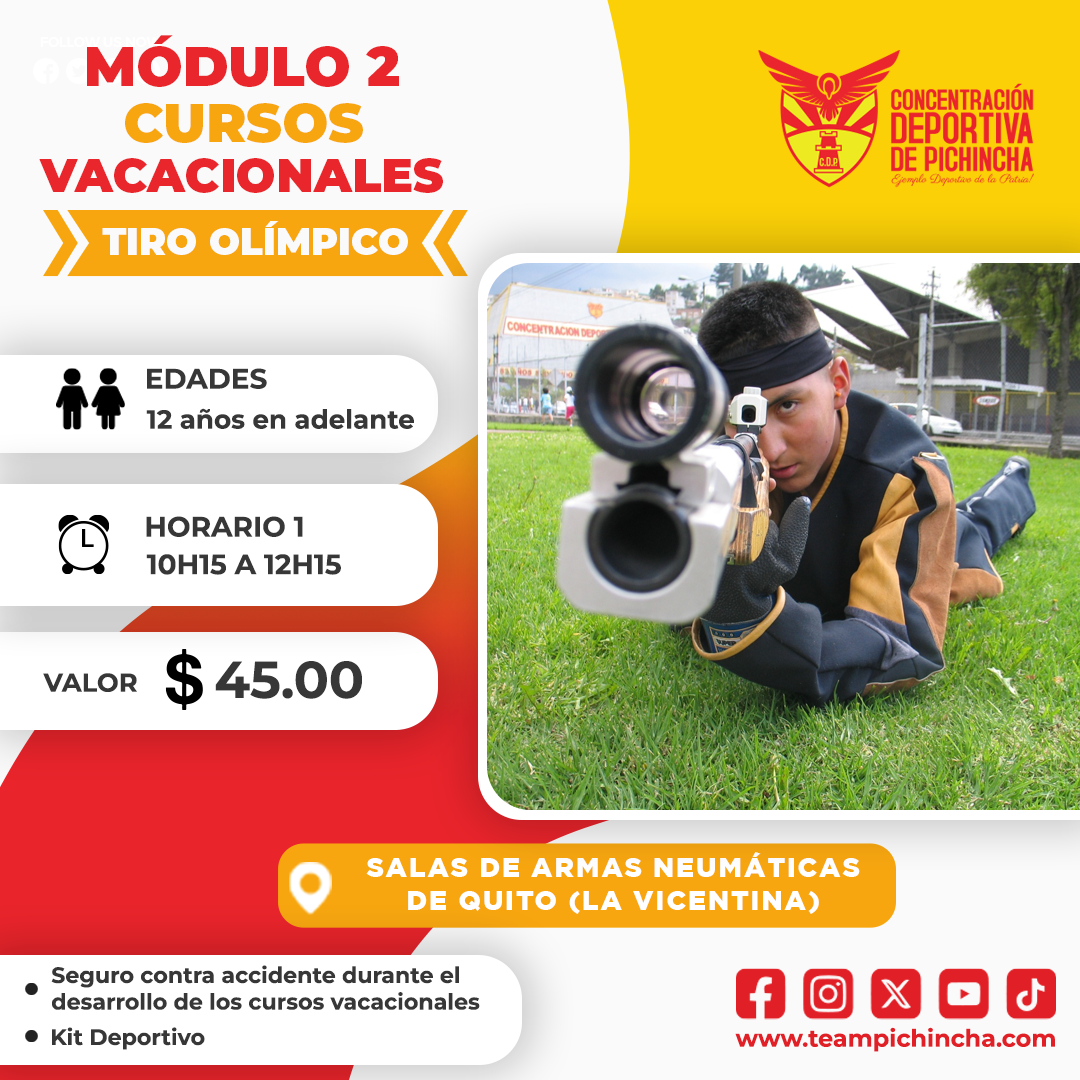 MÓDULO 2
CURSOS
VACACIONALES
TIRO OLÍMPICO
C.D.P.
CONCENTRACIÓN
DEPORTIVA
DE PICHINCHA
Ejemplo Deportivo de la Patria!
CONCENTRACION DEPOR
EDADES
12 años en adelante
HORARIO 1
10H15 A 12H15
VALOR $ 45.00
SALAS DE ARMAS NEUMÁTICAS
DE QUITO (LA VICENTINA)
Seguro contra accidente durante el
desarrollo de los cursos vacacionales
Kit Deportivo
www.teampichincha.com